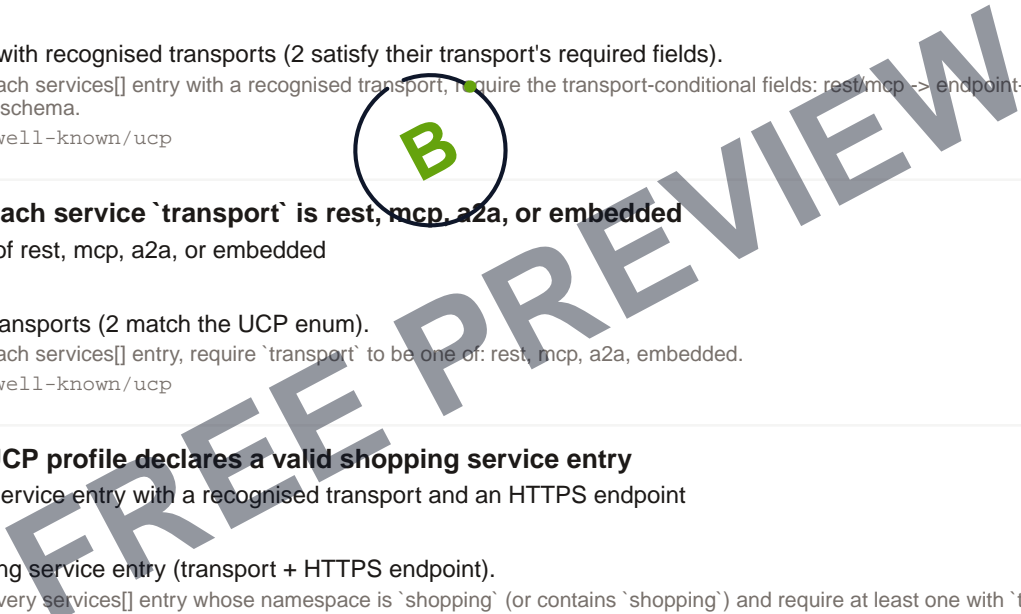 with recognised transports (2 satisfy their transport's required fields).
ach services[] entry with a recognised transport, require the transport-conditional fields: rest/mcp -> endpoint-
schema.
well-known/ucp
B
ach service `transport` is rest, mcp, a2a, or embedded
of rest, mcp, a2a, or embedded
ansports (2 match the UCP enum).
ach services[] entry, require `transport` to be one of: rest, mcp, a2a, embedded.
well-known/ucp
UCP profile declares a valid shopping service entry
service entry with a recognised transport and an HTTPS endpoint
ng service entry (transport + HTTPS endpoint).
very services[] entry whose namespace is `shopping` (or contains `shopping`) and require at least one with `t
FREE PREVIEW